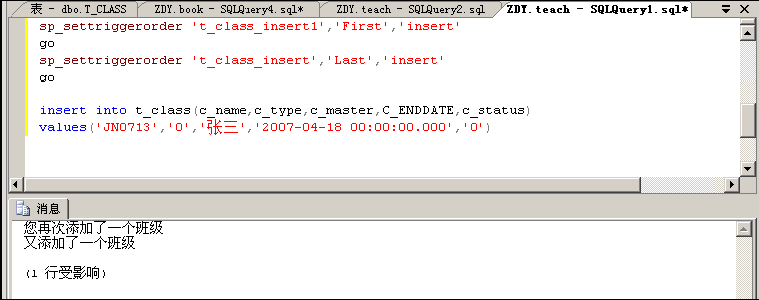 表 - dbo.T_CLASS ZDY.book - SQLQuery4.sql* ZDY.teach - SQLQuery2.sql ZDY.teach - SQLQuery1.sql*
sp_settriggerorder 't_class_insert1','First','insert'
go
sp_settriggerorder 't_class_insert','Last','insert'
go
insert into t_class(c_name,c_type,c_master,C_ENDDATE,c_status)
values('JN0713','0','张三','2007-04-18 00:00:00.000','0')
消息
您再次添加了一个班级
又添加了一个班级
(1 行受影响)